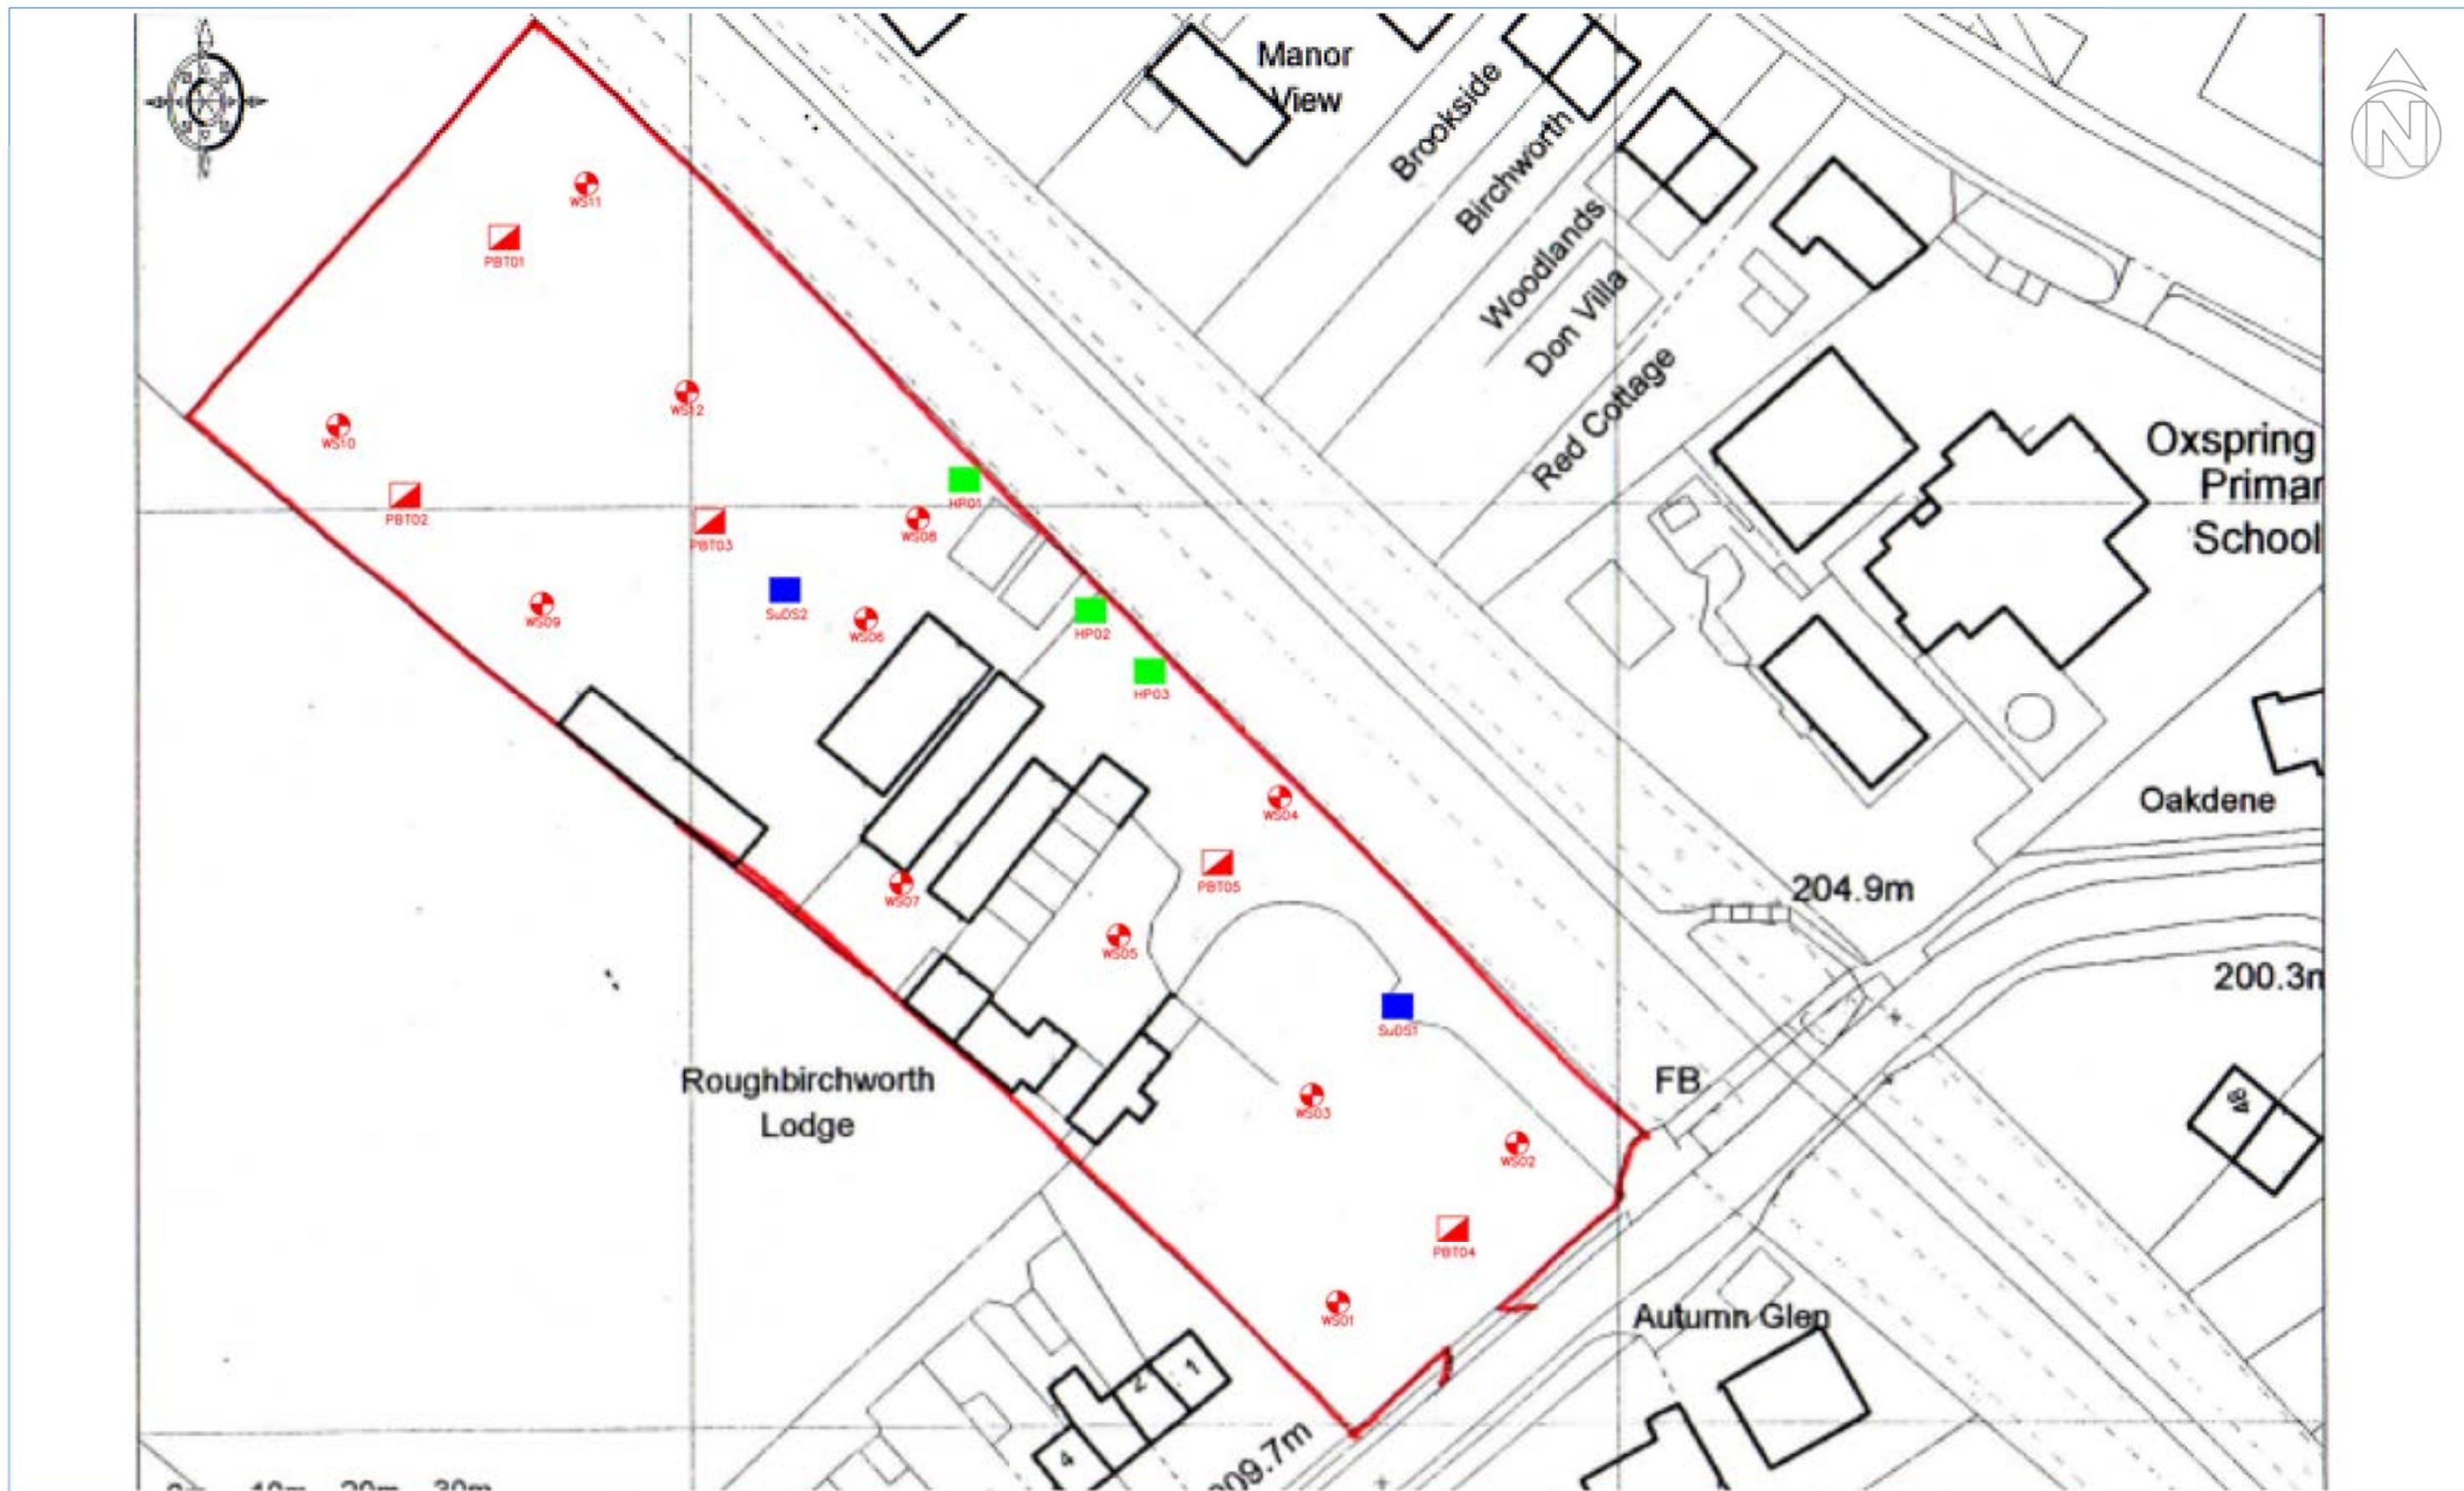 Manor
View
Brookside
Birchworth
Woodlands
Don Villa
Red Cottage
N
WS11
PBT01
WS12
WS10
PBT02
HP01
WS08
PBT03
SuDS2
WS09
WS06
HP02
HP03
Oxspring
Primar
School
Oakdene
WS04
PBT05
204.9m
WS07
WS05
200.3m
SuDS1
Roughbirchworth
Lodge
FB
WS03
WS02
48
PBT04
WS01
Autumn Glen
1
2
4
209.7m
10m 20m 30m